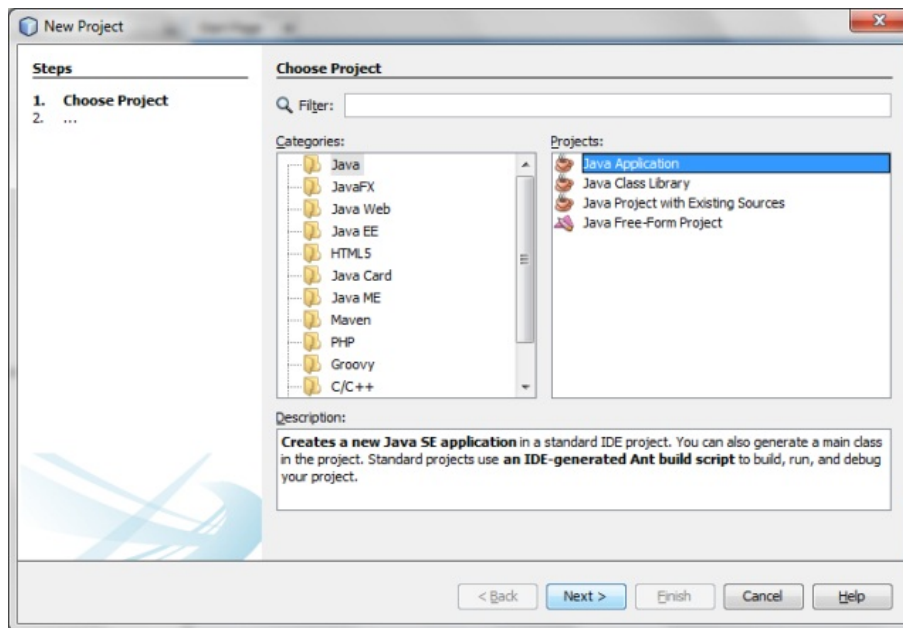 New Project
Start Page
Steps
1. Choose Project
2. ...
Choose Project
Filter:
Categories:
Java
JavaFX
Java Web
Java EE
HTML5
Java Card
Java ME
Maven
PHP
Groovy
C/C++
Projects:
Java Application
Java Class Library
Java Project with Existing Sources
Java Free-Form Project
Description:
Creates a new Java SE application in a standard IDE project. You can also generate a main class
in the project. Standard projects use an IDE-generated Ant build script to build, run, and debug
your project.
< Back
Next >
Finish
Cancel
Help